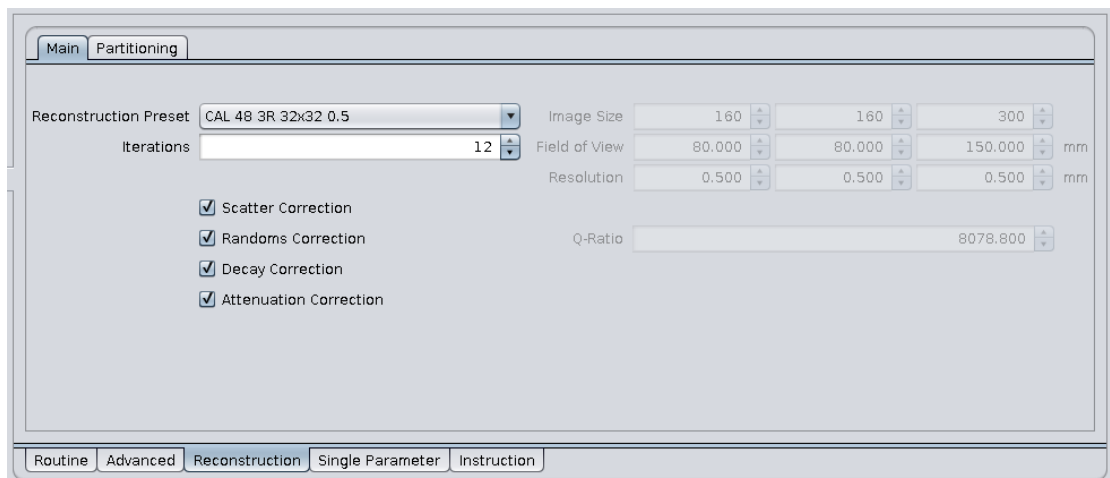 Main Partitioning
Reconstruction Preset CAL 48 3R 32x32 0.5 Image Size 160 160 300
Iterations 12 Field of View 80.000 80.000 150.000 mm
Resolution 0.500 0.500 0.500 mm
Scatter Correction
Randoms Correction Q-Ratio 8078.800
Decay Correction
Attenuation Correction
Routine Advanced Reconstruction Single Parameter Instruction